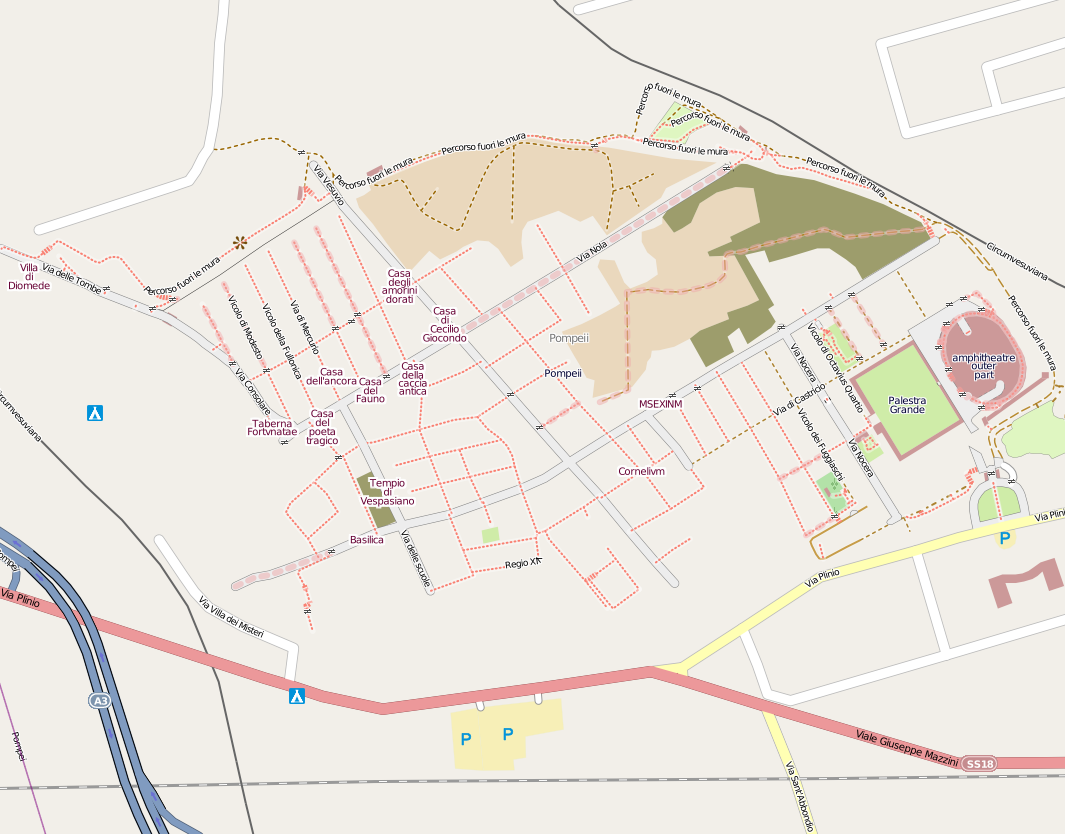 Percorso fuori le mura
Percorso fuori le mura
Percorso fuori le mura
Percorso fuori le mura
Percorso fuori le mura
Percorso fuori le mura
Percorso fuori le mura
Percorso fuori le mura
Circumvesuviana
Via Vesuvio
Via Nola
Villa
di
Diomede
Via delle Tombe
Casa
degli
amorini
dorati
Casa
di
Cecilio
Giocondo
Vicolo di Modesto
Vicolo della Fullonica
Via di Mercurio
Via Consolare
Pompeii
Pompeii
Casa
dell'ancora
Casa
del
Fauno
Casa
della
caccia
antica
Casa
del
poeta
tragico
Taberna
Fortvnatae
MSEXINM
Cornelivm
Via Nocera
Vicolo di Octavius Quartio
Via di Castricio
Vicolo dei Fuggiaschi
Via Nocera
Palestra
Grande
amphitheatre
outer
part
Tempio
di
Vespasiano
Basilica
Via delle scuole
Regio XI
Circumvesuviana
Pompei
Via Plinio
Via Villa dei Misteri
A3
Pompei
Via Plinio
Via Plinio
P
P
P
Viale Giuseppe Mazzini
SS18
Via Sant'Abbondio